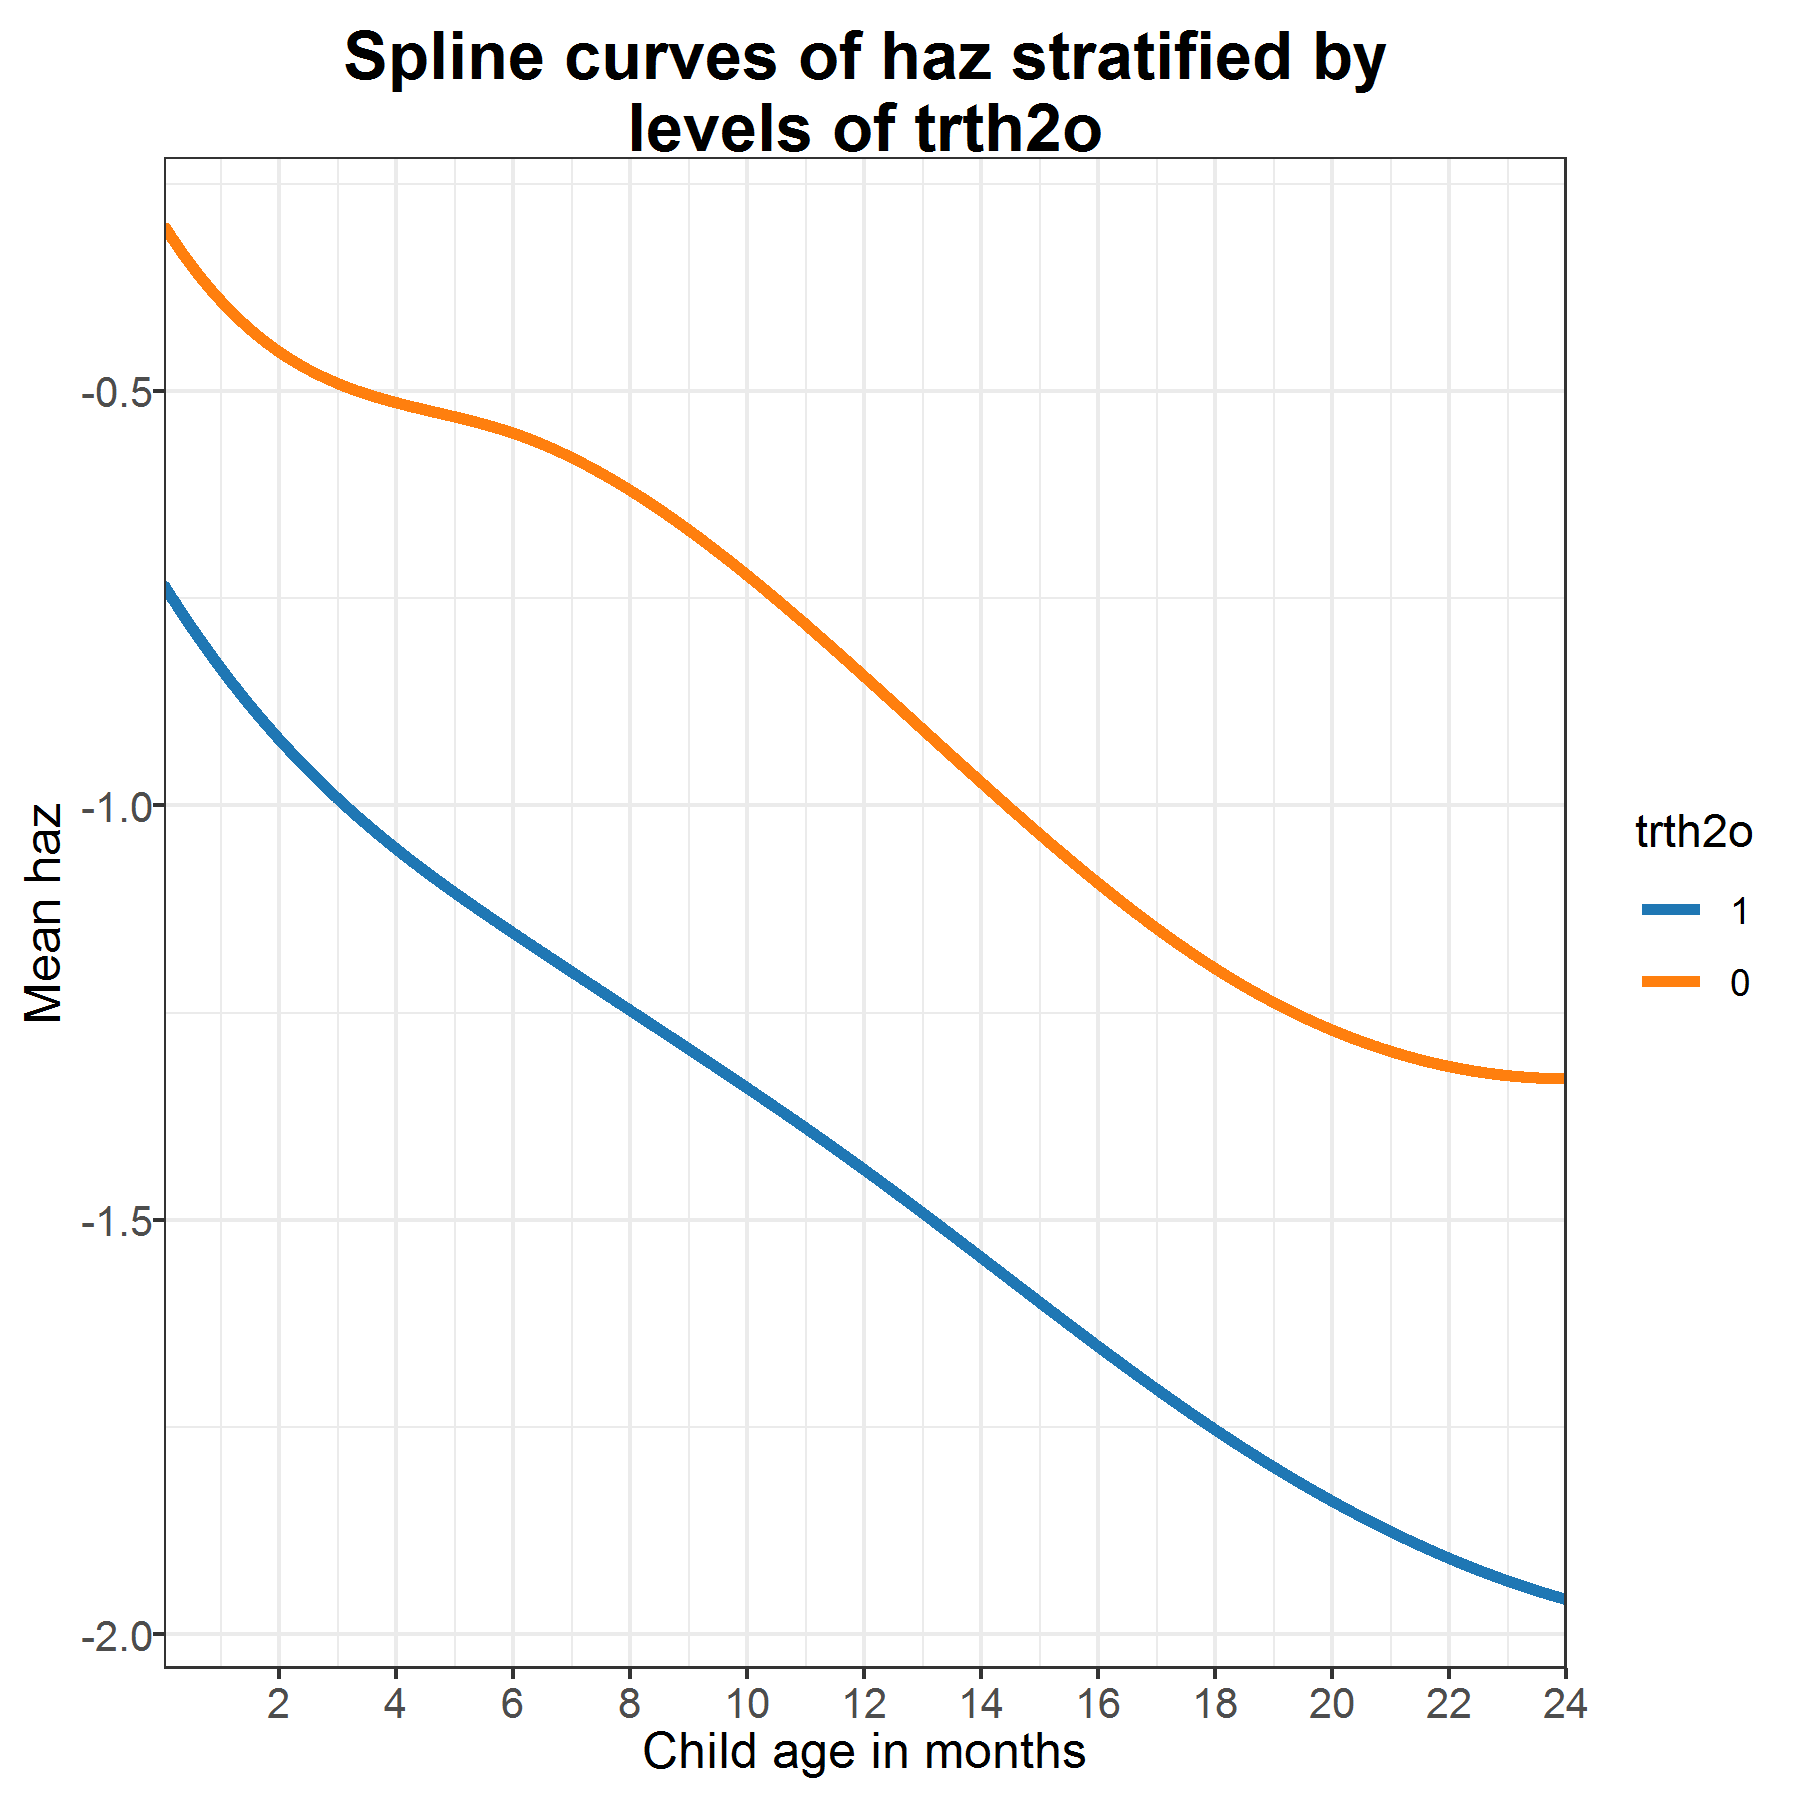 Spline curves of haz stratified by
levels of trth2o
Mean haz
-0.5
-1.0
-1.5
-2.0
2 4 6 8 10 12 14 16 18 20 22 24
Child age in months
trth2o
1
0